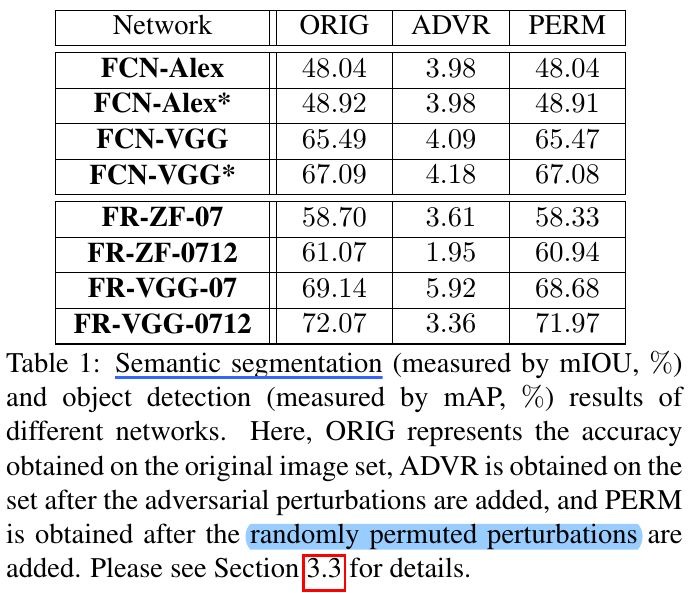 Network ORIG ADVR PERM
FCN-Alex 48.04 3.98 48.04
FCN-Alex* 48.92 3.98 48.91
FCN-VGG 65.49 4.09 65.47
FCN-VGG* 67.09 4.18 67.08
FR-ZF-07 58.70 3.61 58.33
FR-ZF-0712 61.07 1.95 60.94
FR-VGG-07 69.14 5.92 68.68
FR-VGG-0712 72.07 3.36 71.97
Table 1: Semantic segmentation (measured by mIOU, %)
and object detection (measured by mAP, %) results of
different networks. Here, ORIG represents the accuracy
obtained on the original image set, ADVR is obtained on the
set after the adversarial perturbations are added, and PERM
is obtained after the randomly permuted perturbations are
added. Please see Section 3.3 for details.